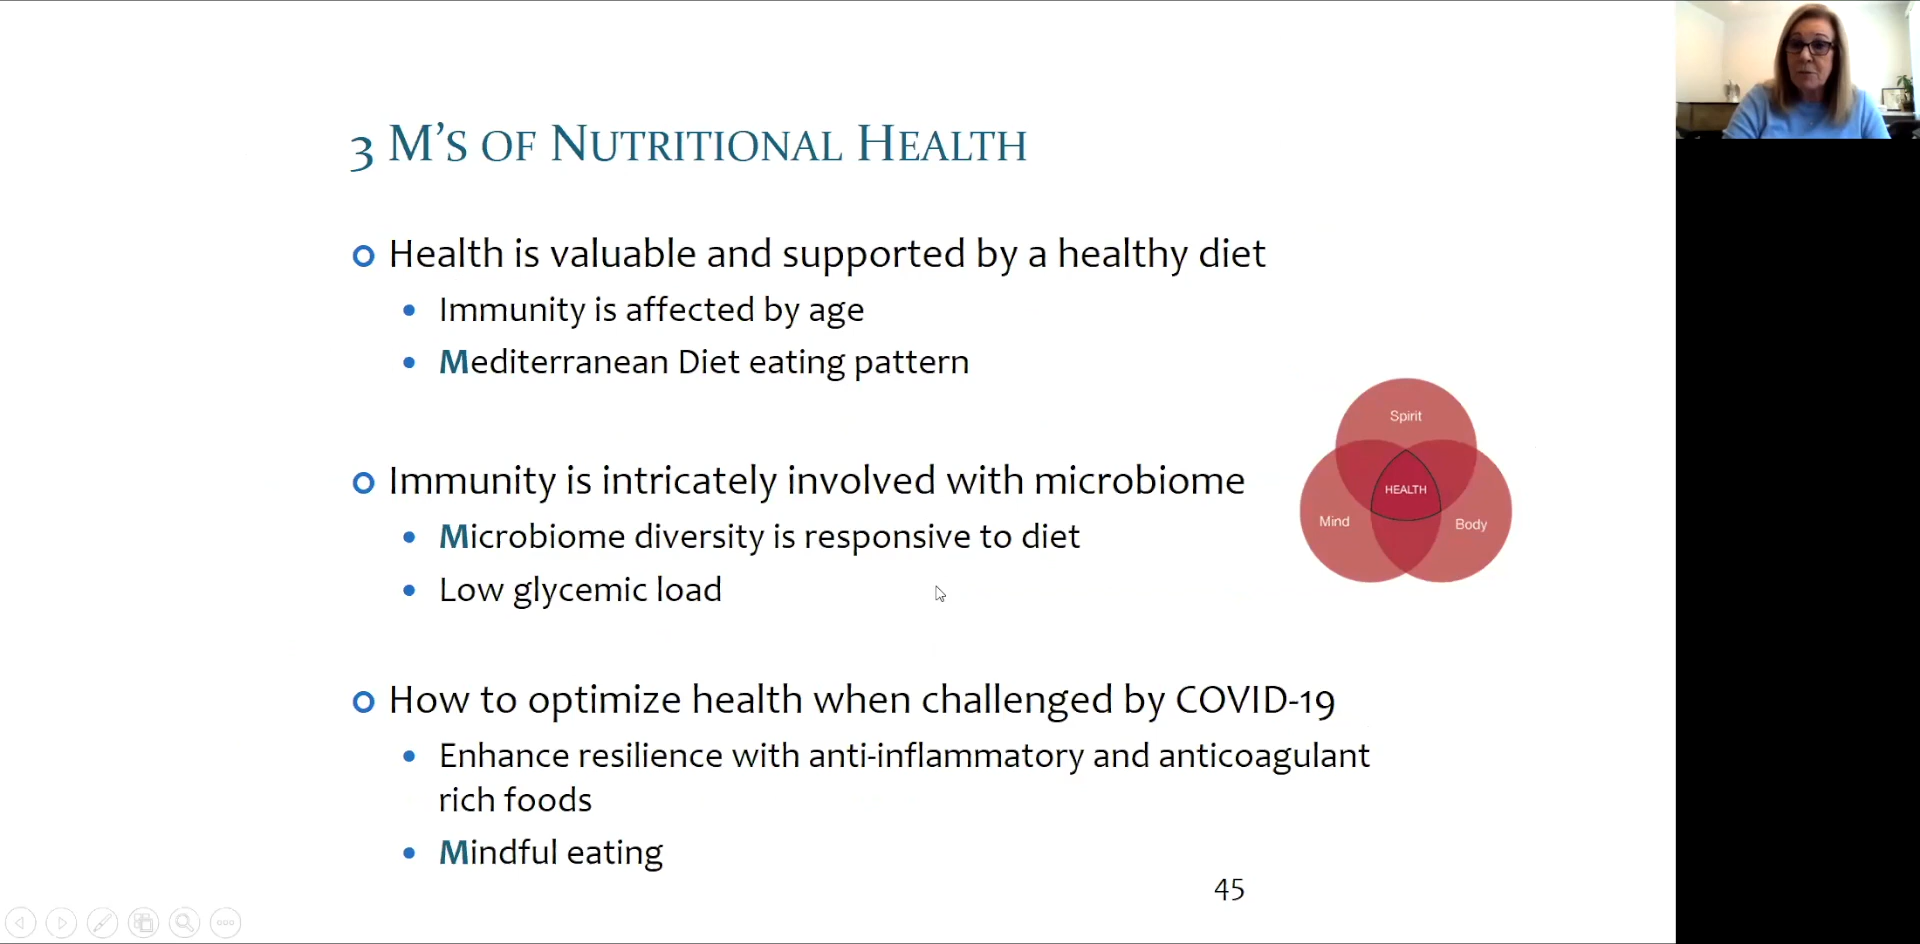 3 M's of Nutritional Health
Health is valuable and supported by a healthy diet
Immunity is affected by age
Mediterranean Diet eating pattern
Immunity is intricately involved with microbiome
Microbiome diversity is responsive to diet
Low glycemic load
How to optimize health when challenged by COVID-19
Enhance resilience with anti-inflammatory and anticoagulant
rich foods
Mindful eating
Spirit
HEALTH
Mind
Body
45